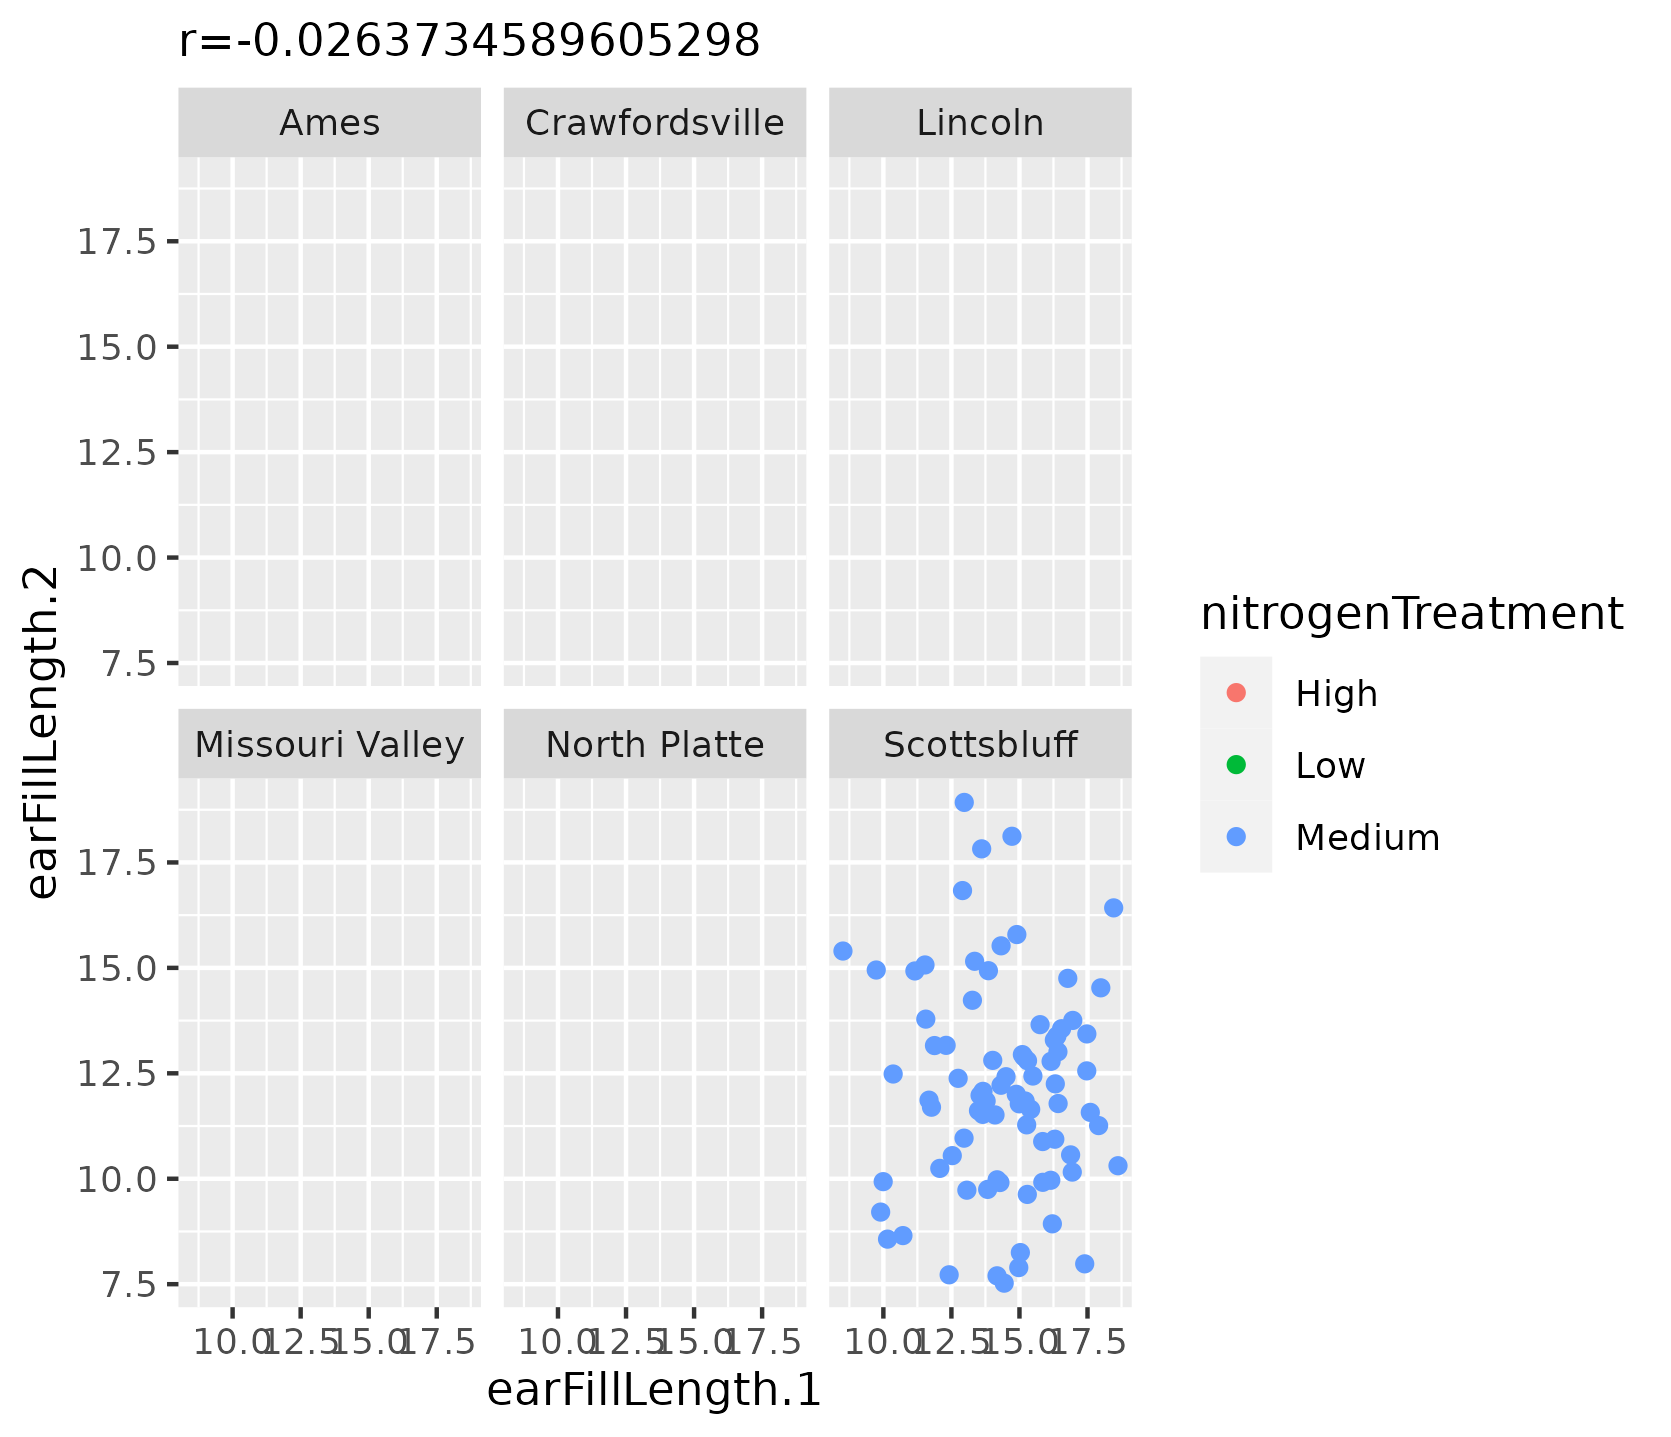 r=-0.0263734589605298
Ames Crawfordsville Lincoln
17.5
15.0
12.5
10.0
7.5
Missouri Valley North Platte Scottsbluff
17.5
15.0
12.5
10.0
7.5
10.0 12.5 15.0 17.5 10.0 12.5 15.0 17.5 10.0 12.5 15.0 17.5
earFillLength.1
earFillLength.2
nitrogenTreatment
High
Low
Medium